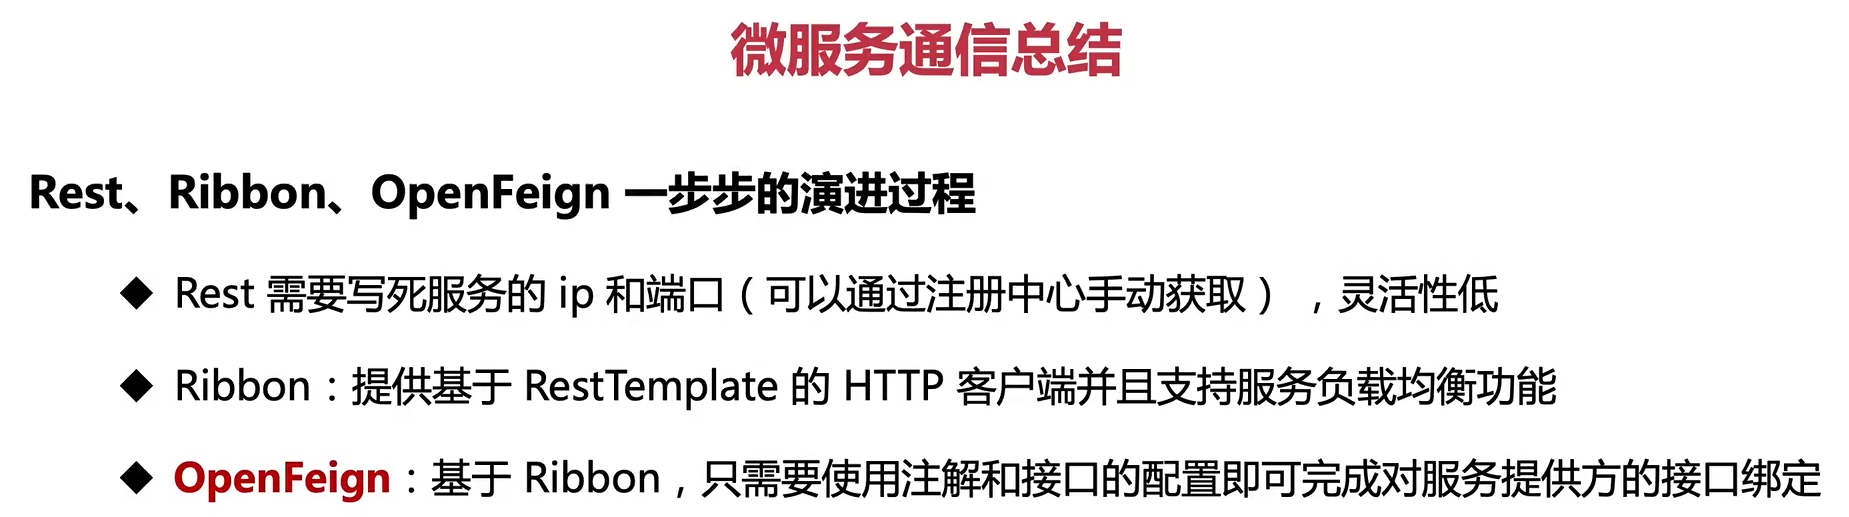 微服务通信总结
Rest、Ribbon、OpenFeign 一步步的演进过程
◆ Rest 需要写死服务的 ip 和端口（可以通过注册中心手动获取），灵活性低
◆ Ribbon：提供基于 RestTemplate 的 HTTP 客户端并且支持服务负载均衡功能
◆ OpenFeign：基于 Ribbon，只需要使用注解和接口的配置即可完成对服务提供方的接口绑定